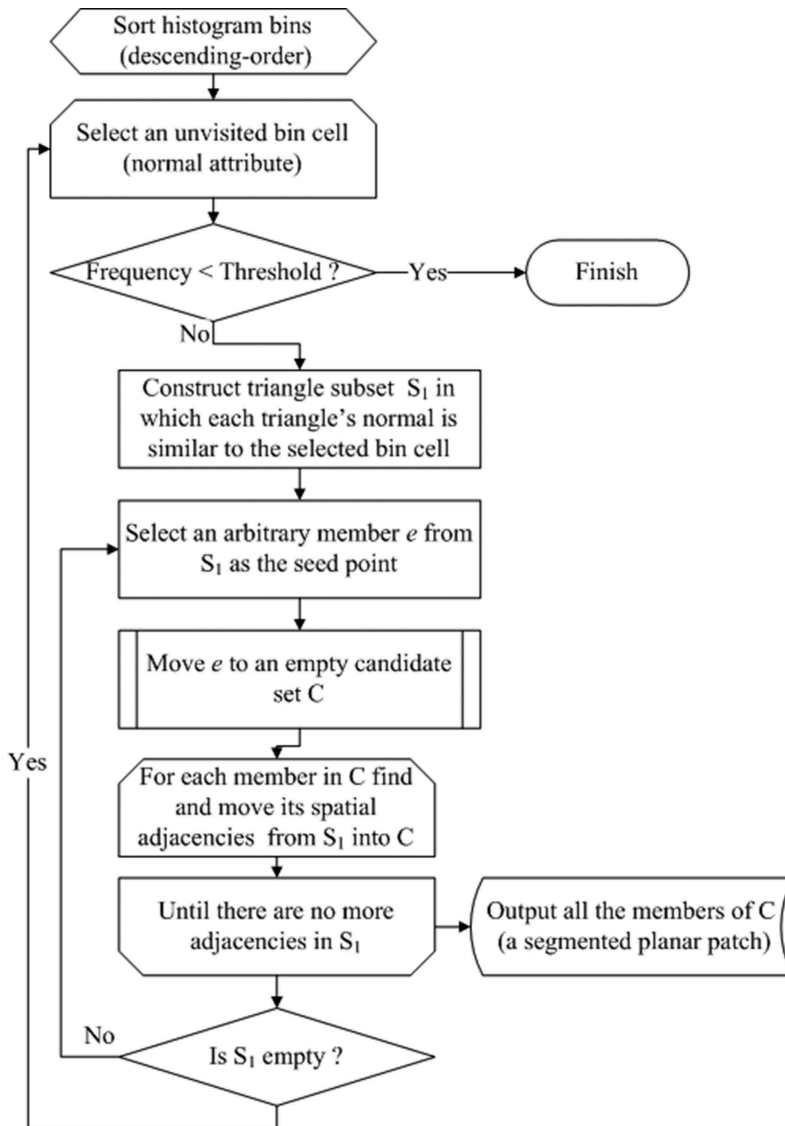 Sort histogram bins
(descending-order)
Select an unvisited bin cell
(normal attribute)
Frequency < Threshold ?
Yes
Finish
No
Construct triangle subset S₁ in
which each triangle's normal is
similar to the selected bin cell
Select an arbitrary member e from
S₁ as the seed point
Move e to an empty candidate
set C
Yes
For each member in C find
and move its spatial
adjacencies from S₁ into C
Until there are no more
adjacencies in S₁
Output all the members of C
(a segmented planar patch)
No
Is S₁ empty ?